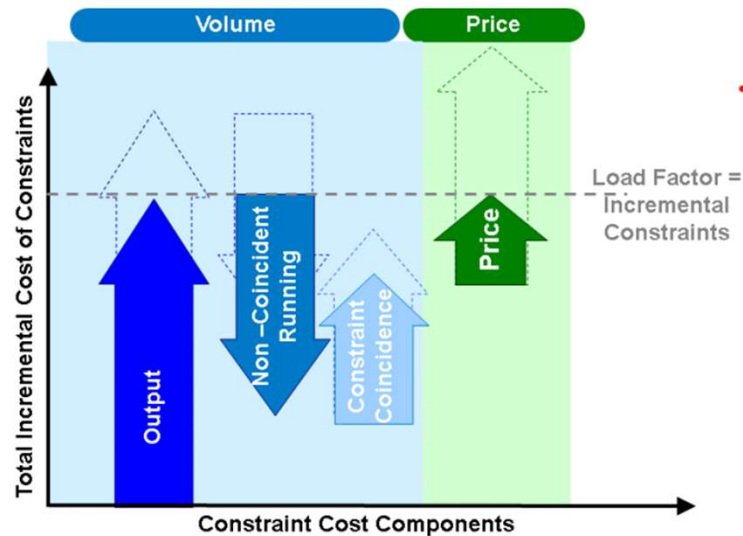 Volume
Price
Total Incremental Cost of Constraints
Output
Non –Coincident
Running
Constraint
Coincidence
Price
Load Factor =
Incremental
Constraints
Constraint Cost Components